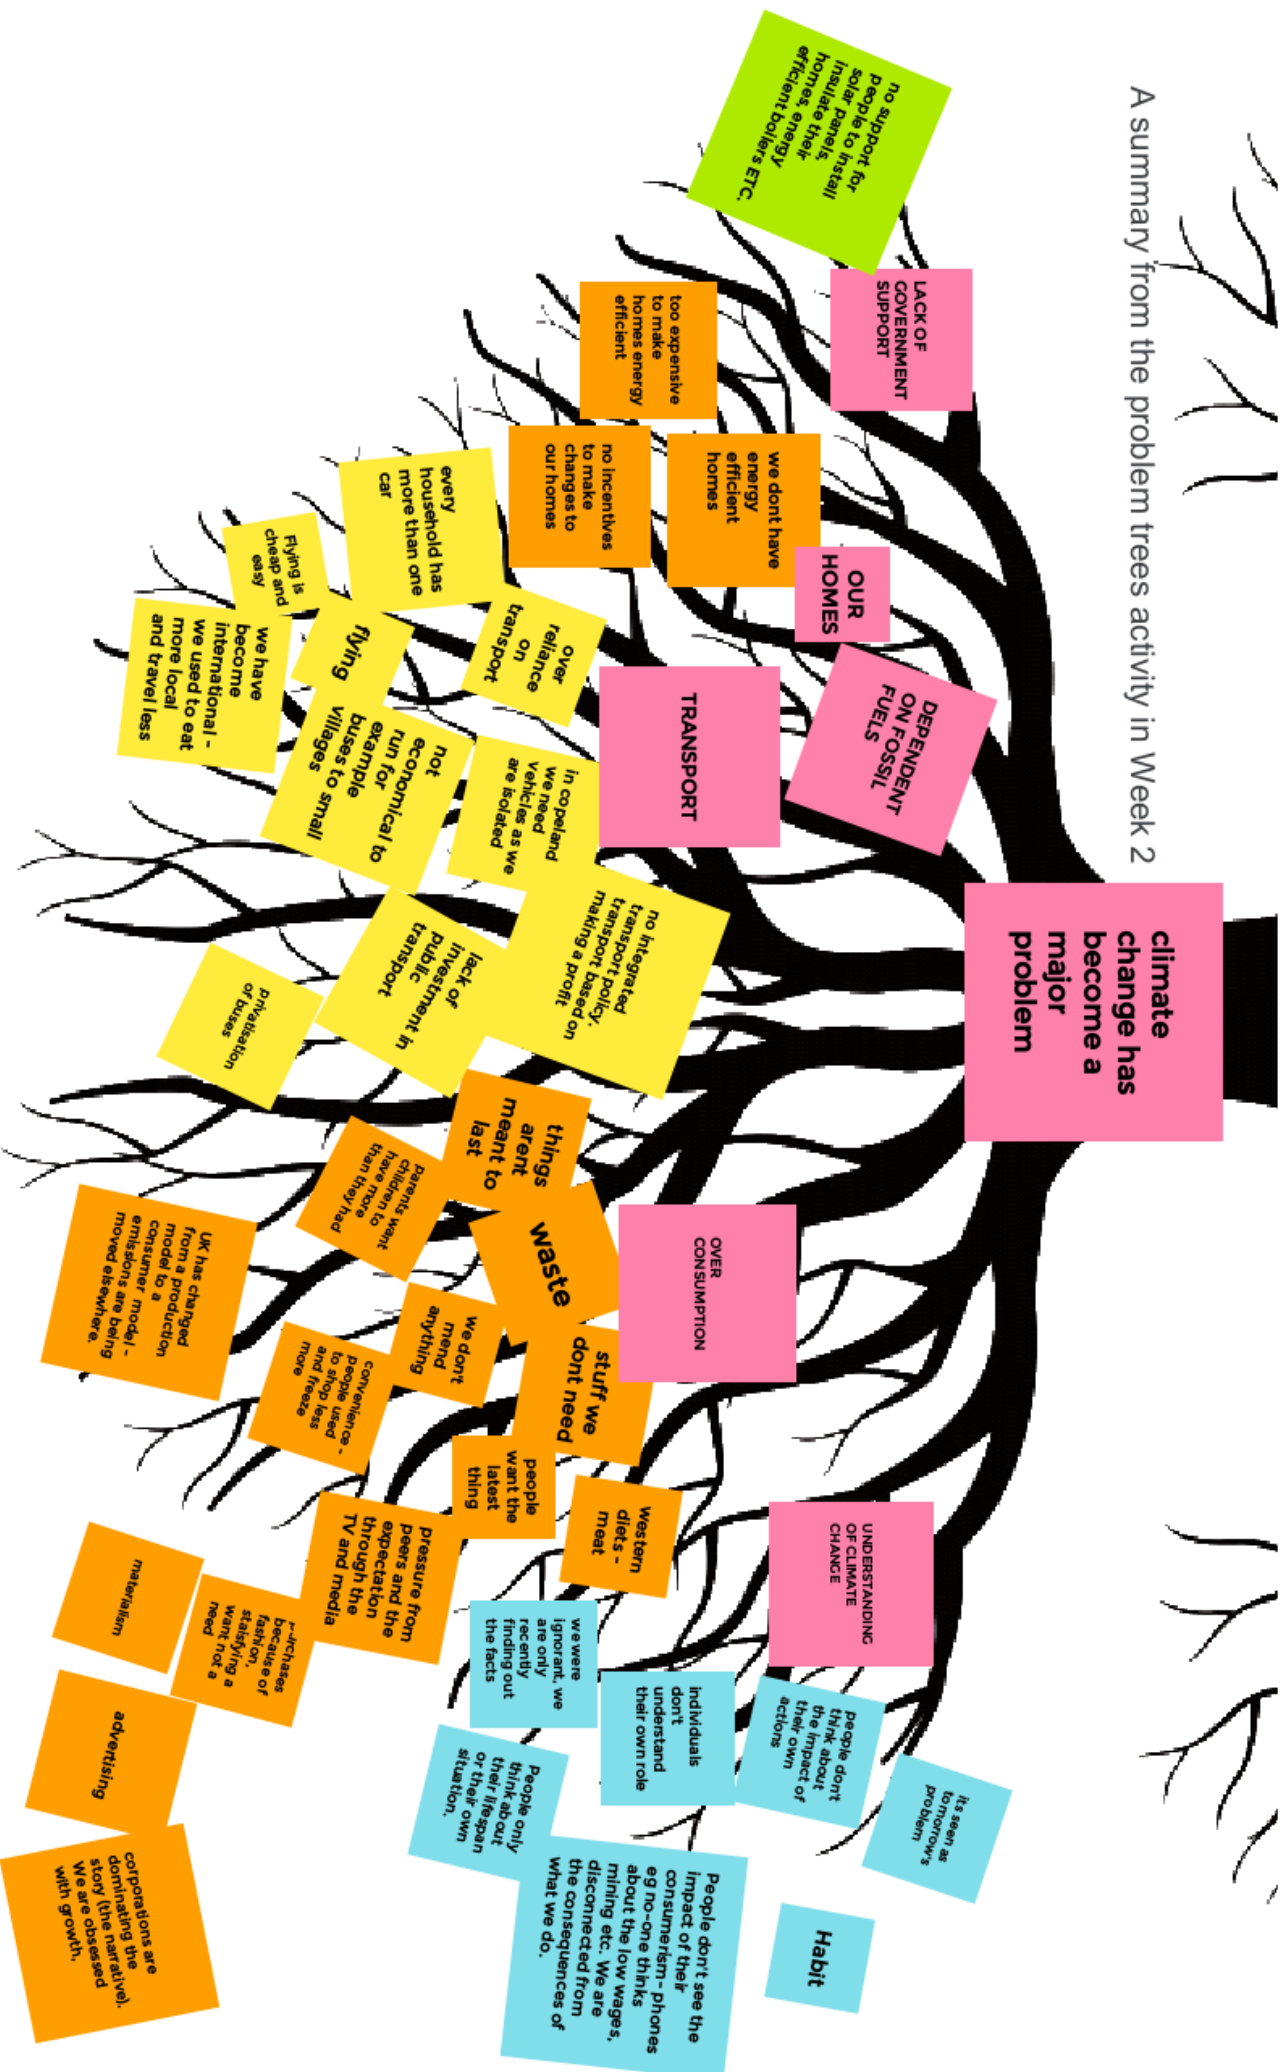 A summary from the problem trees activity in Week 2
climate
change has
become a
major
problem
LACK OF
GOVERNMENT
SUPPORT
no support for
people to install
solar panels,
insulate their
homes, energy
efficient boilers ETC.
DEPENDENT
ON FOSSIL
FUELS
OUR
HOMES
we dont have
energy
efficient
homes
too expensive
to make
homes energy
efficient
no incentives
to make
changes to
our homes
TRANSPORT
over
reliance
on
transport
every
household has
more than one
car
flying
Flying is
cheap and
easy
we have
become
international -
we used to eat
more local
and travel less
in copeland
we need
vehicles as we
are isolated
not
economical to
run for
example
buses to small
villages
no integrated
transport policy.
transport based on
making a profit
lack of
investment in
public
transport
privatisation
of buses
OVER
CONSUMPTION
things
arent
meant to
last
waste
parents want
children to
have more
than they had
UK has changed
from a production
model to a
consumer model -
emissions are being
moved elsewhere.
we don't
mend
anything
convenience -
people used -
to shop less
and freeze
more
stuff we
dont need
people
want the
latest
thing
western
diets -
meat
pressure from
peers and the
expectation
through the
TV and media
because of
fashion,
staisfying a
want not a
need
materialism
advertising
corporations are
dominating the
story (the narrative).
We are obsessed
with growth,
UNDERSTANDING
OF CLIMATE
CHANGE
we were
ignorant, we
are only
recently
finding out
the facts
individuals
don't
understand
their own role
people don't
think about
the impact of
their own
actions
its seen as
tomorrow's
problem
People only
think about
their lifespan
or their own
situation.
People don't see the
impact of their
consumerism - phones
eg no-one thinks
about the low wages,
mining etc. We are
disconnected from
the consequences of
what we do.
Habit